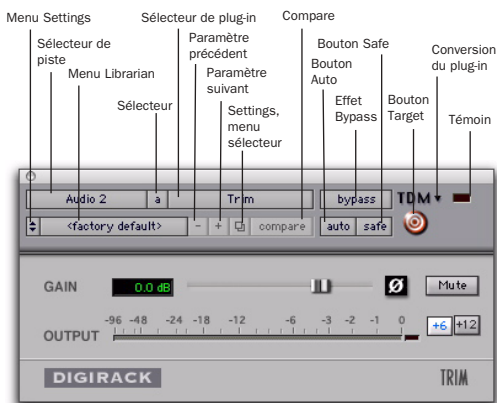 Menu Settings
Sélecteur de plug-in
Compare
Sélecteur de
piste
Paramètre
précédent
Bouton Safe
Conversion
du plug-in
Menu Librarian
Paramètre
suivant
Bouton
Auto
Sélecteur
Settings,
menu
sélecteur
Effet
Bypass
Bouton
Target
Témoin
Audio 2 a Trim bypass TDM
<factory default> - + compare auto safe
GAIN 0.0 dB Ø Mute
-96 -48 -24 -18 -12 -6 -3 -2 -1 0
OUTPUT +6 +12
DIGIRACK TRIM